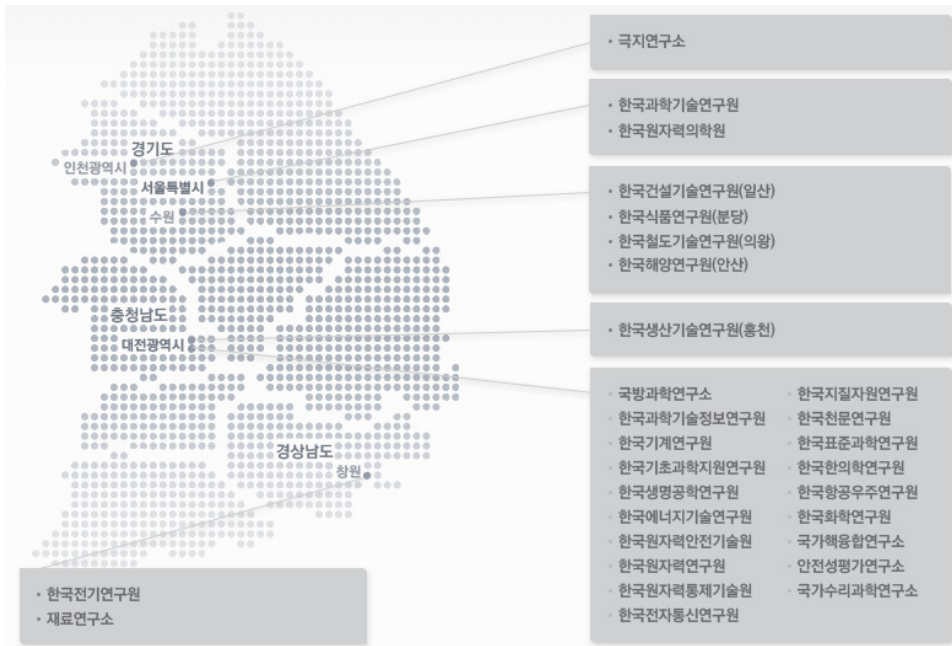 극지연구소
한국과학기술연구원
한국원자력의학원
경기도
인천광역시
서울특별시
수원
한국건설기술연구원(일산)
한국식품연구원(분당)
한국철도기술연구원(의왕)
한국해양연구원(안산)
충청남도
대전광역시
한국생산기술연구원(홍천)
국방과학연구소
한국과학기술정보연구원
한국기계연구원
한국기초과학지원연구원
한국생명공학연구원
한국에너지기술연구원
한국원자력안전기술원
한국원자력연구원
한국원자력통제기술원
한국전자통신연구원
한국지질자원연구원
한국천문연구원
한국표준과학연구원
한국한의학연구원
한국항공우주연구원
한국화학연구원
국가핵융합연구소
안전성평가연구소
국가수리과학연구소
경상남도
창원
한국전기연구원
재료연구소